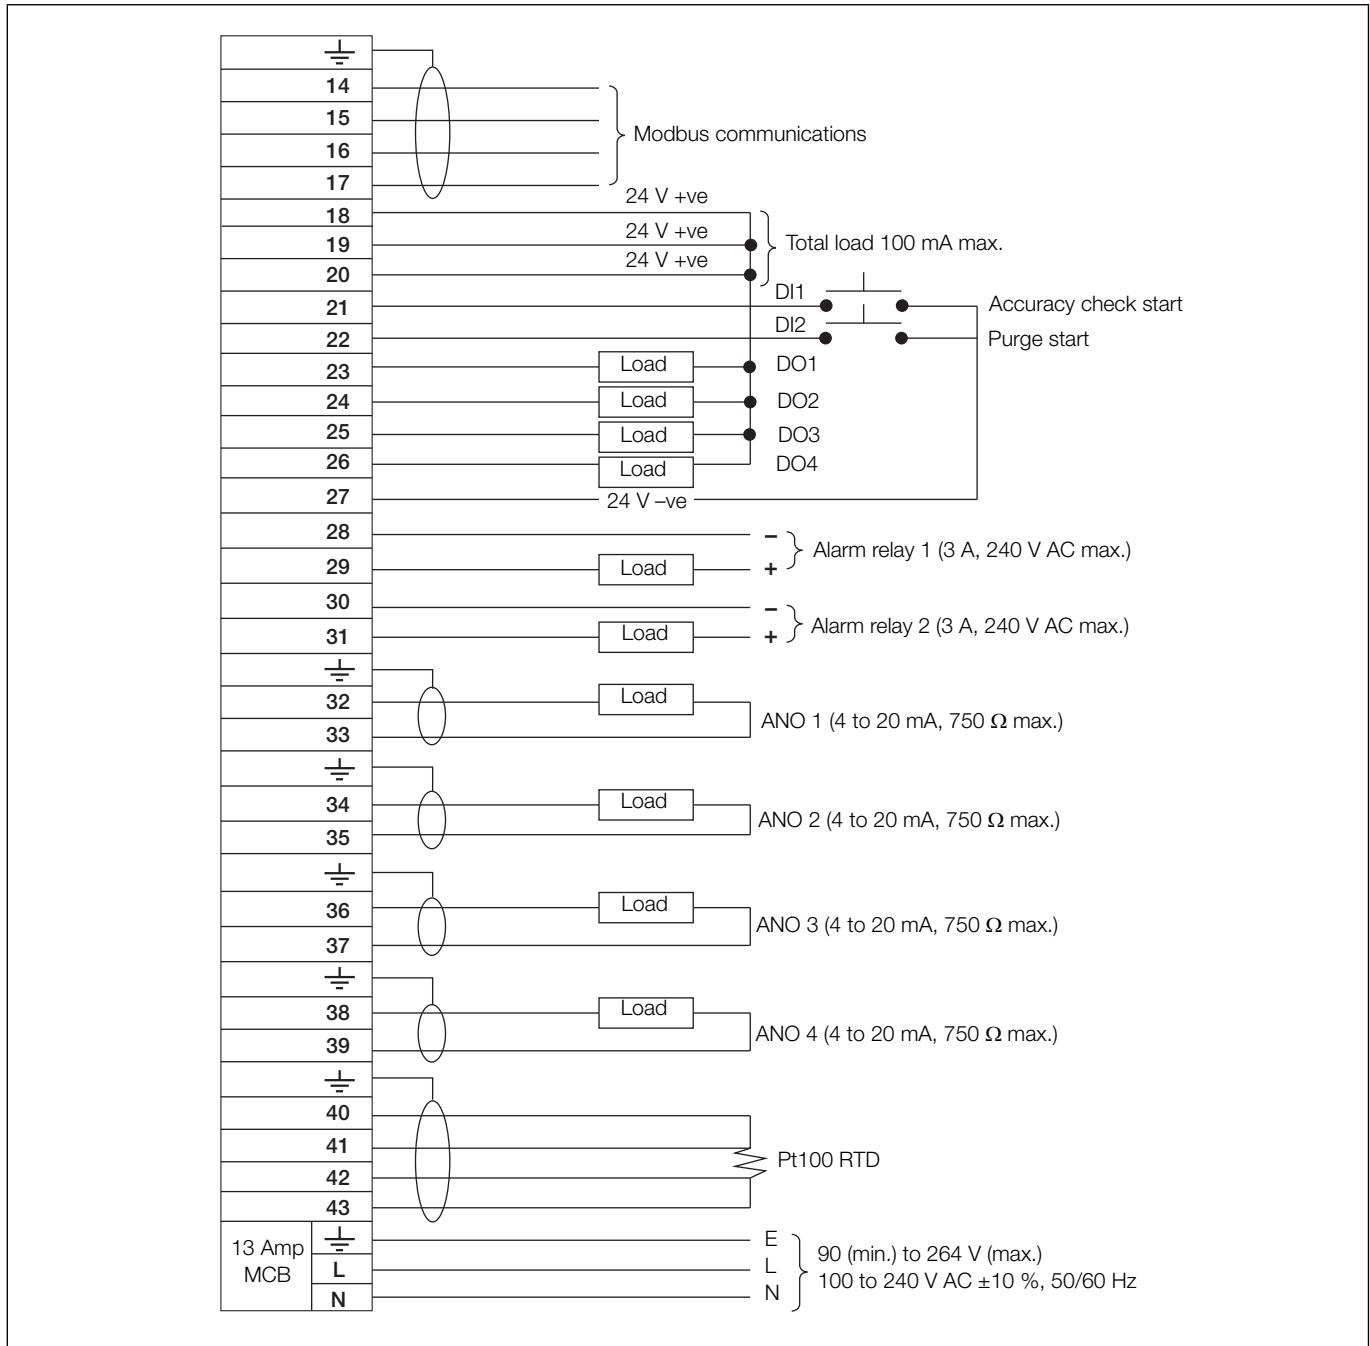 14
15
16
17
Modbus communications
18 24 V +ve
19 24 V +ve
20 24 V +ve
Total load 100 mA max.
21 DI1 Accuracy check start
22 DI2 Purge start
23 Load DO1
24 Load DO2
25 Load DO3
26 Load DO4
27 24 V –ve
28 –
29 Load +
Alarm relay 1 (3 A, 240 V AC max.)
30 –
31 Load +
Alarm relay 2 (3 A, 240 V AC max.)
32 Load
33
ANO 1 (4 to 20 mA, 750 Ω max.)
34 Load
35
ANO 2 (4 to 20 mA, 750 Ω max.)
36 Load
37
ANO 3 (4 to 20 mA, 750 Ω max.)
38 Load
39
ANO 4 (4 to 20 mA, 750 Ω max.)
40
41
42
43
Pt100 RTD
13 Amp
MCB
E
L L
N N
90 (min.) to 264 V (max.)
100 to 240 V AC ±10 %, 50/60 Hz